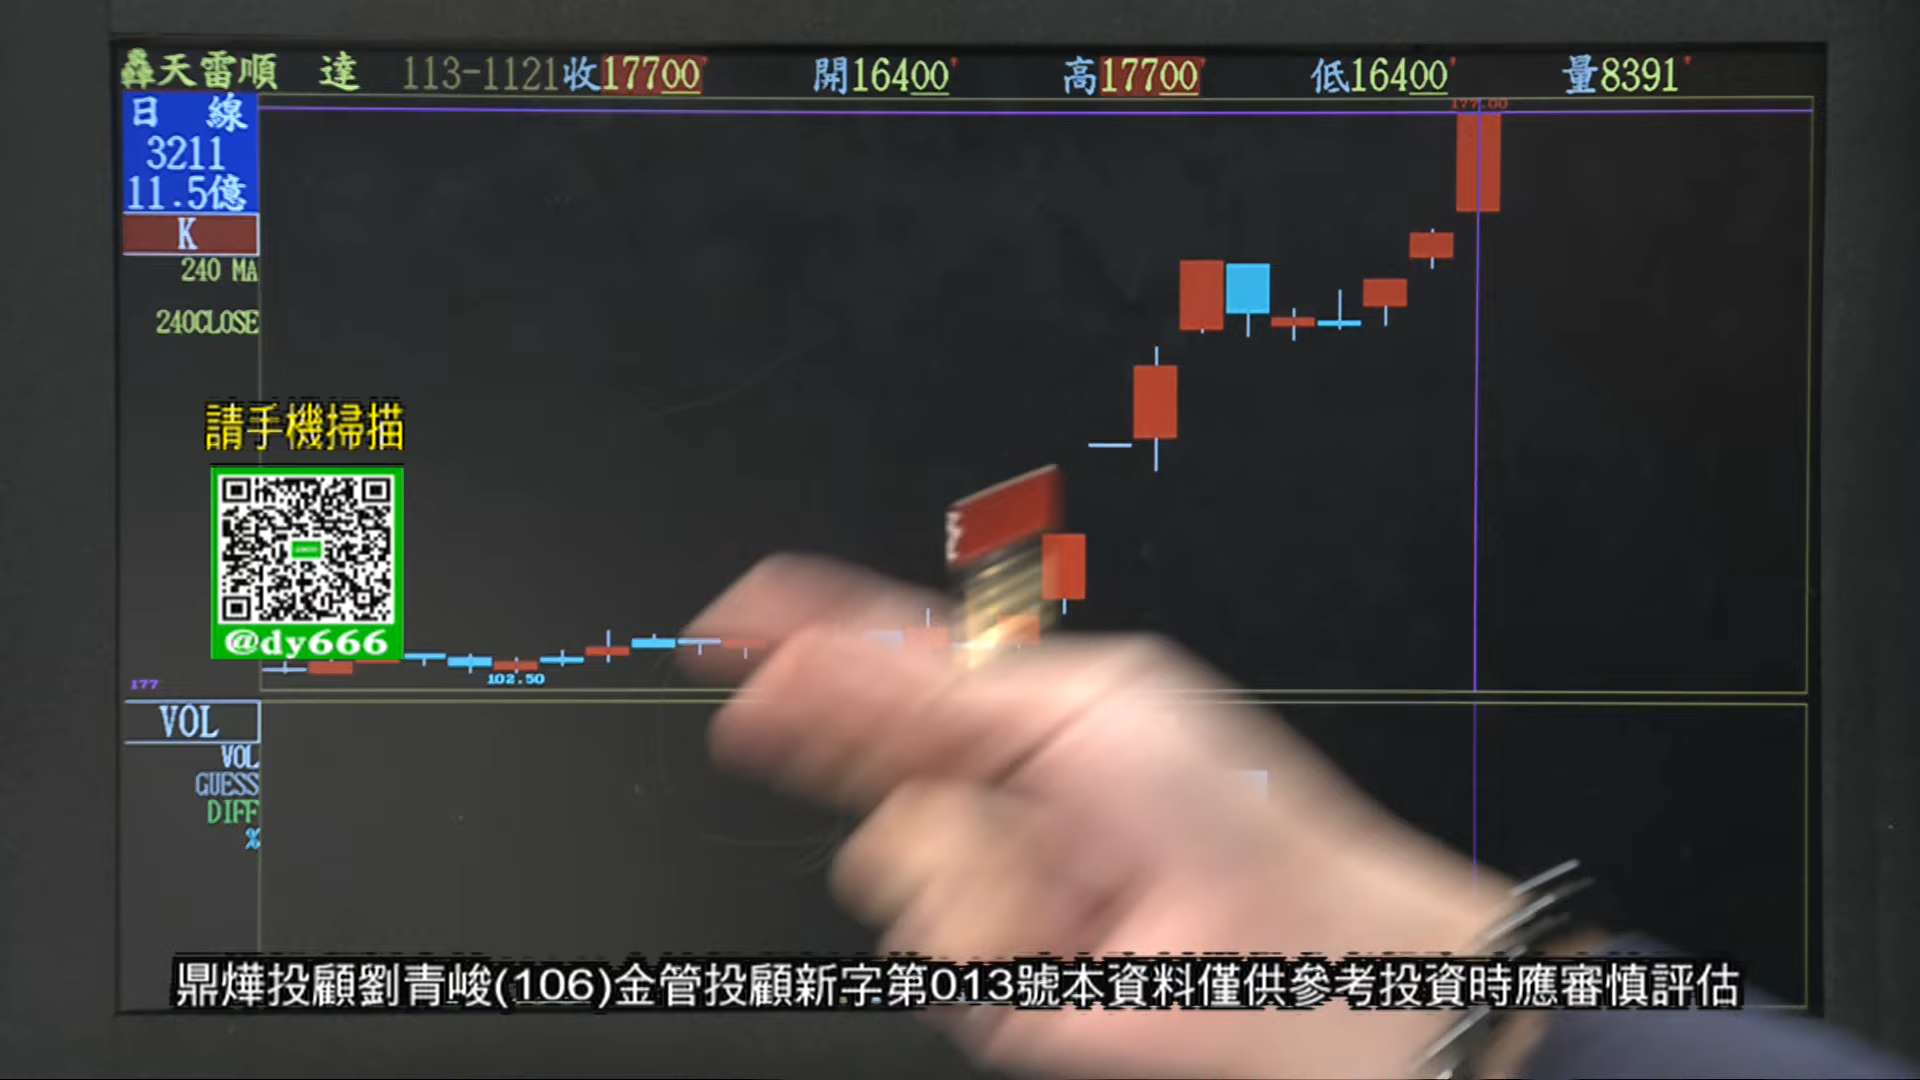 轟天雷順 達 113-1121收17700 開16400 高17700 低16400 量8391
日 線
3211
11.5億
K
240 MA
240CLOSE
177.00
請手機掃描
@dy666
102.50
177
VOL
VOL
GUESS
DIFF
%
鼎燁投顧劉青峻(106)金管投顧新字第013號本資料僅供參考投資時應審慎評估